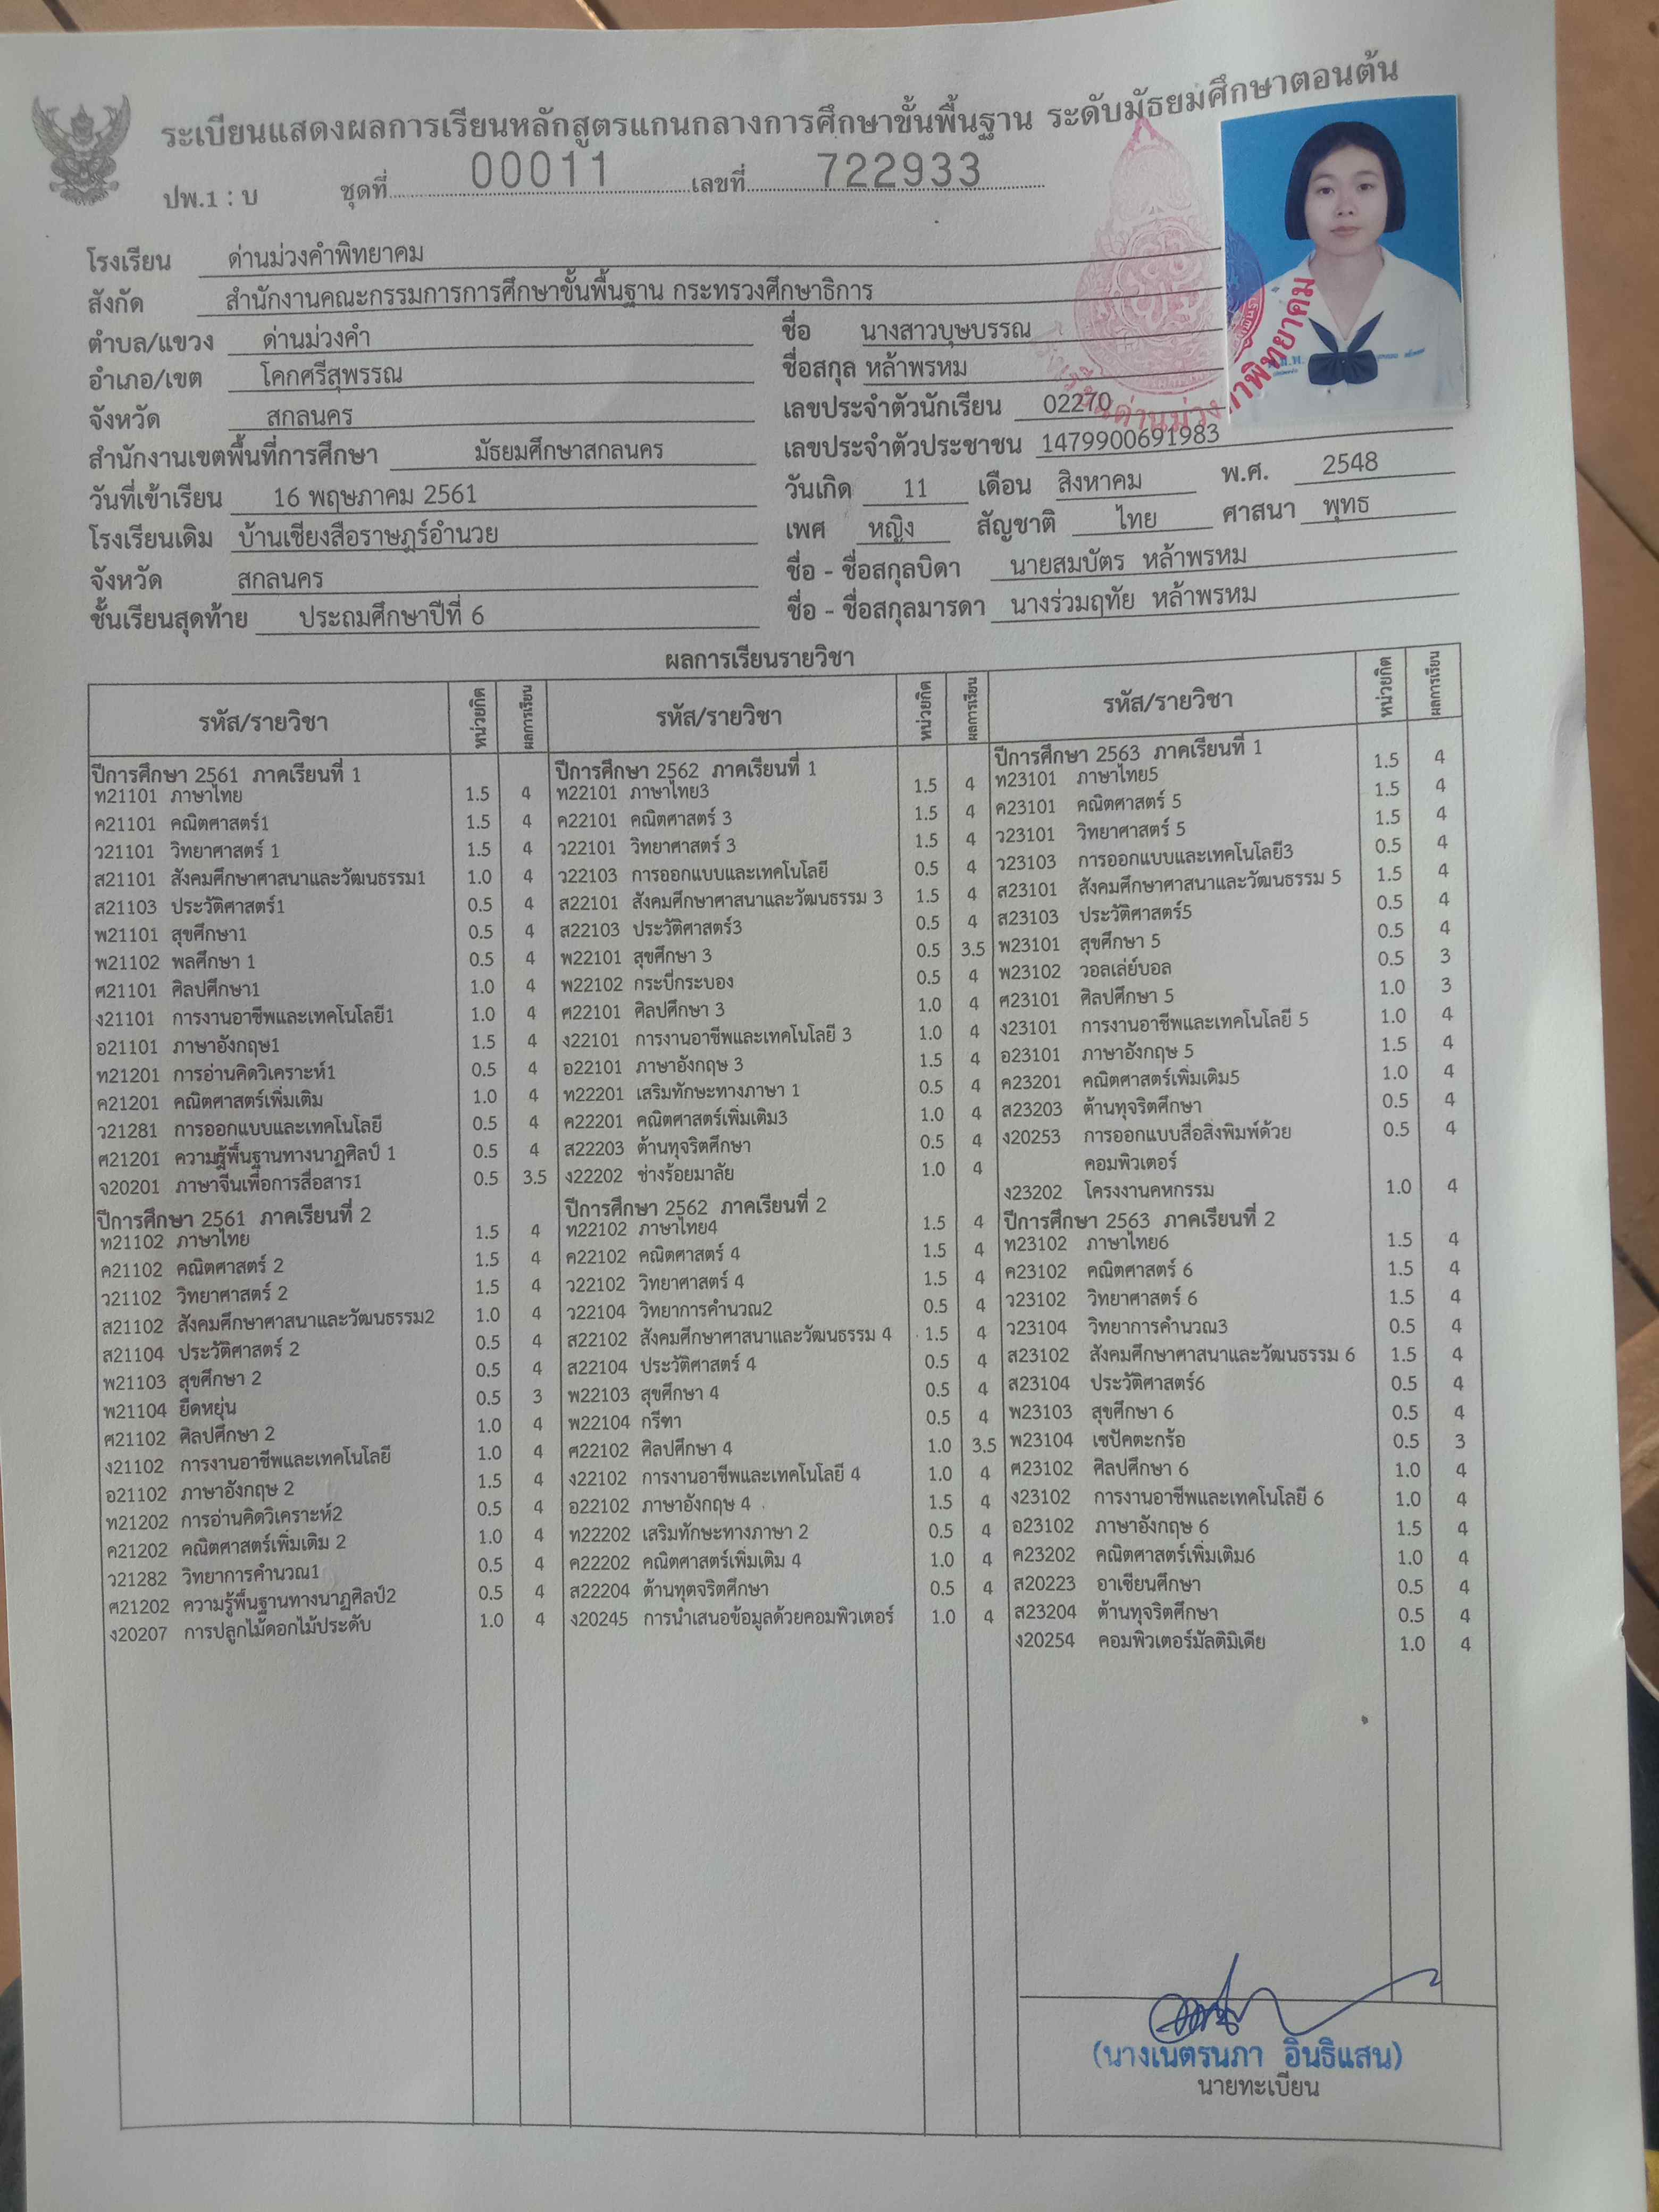 ระเบียนแสดงผลการเรียนหลักสูตรแกนกลางการศึกษาขั้นพื้นฐาน ระดับมัธยมศึกษาตอนต้น
ปพ.1 : บ ชุดที่ 00011 เลขที่ 722933
โรงเรียน ด่านม่วงคำพิทยาคม
สังกัด สำนักงานคณะกรรมการการศึกษาขั้นพื้นฐาน กระทรวงศึกษาธิการ
ตำบล/แขวง ด่านม่วงคำ
อำเภอ/เขต โคกศรีสุพรรณ
จังหวัด สกลนคร
สำนักงานเขตพื้นที่การศึกษา มัธยมศึกษาสกลนคร
วันที่เข้าเรียน 16 พฤษภาคม 2561
โรงเรียนเดิม บ้านเชียงสือราษฎร์อำนวย
จังหวัด สกลนคร
ชั้นเรียนสุดท้าย ประถมศึกษาปีที่ 6
ชื่อ นางสาวบุษบรรณ
ชื่อสกุล หล้าพรหม
เลขประจำตัวนักเรียน 02270
เลขประจำตัวประชาชน 1479900691983
วันเกิด 11 เดือน สิงหาคม พ.ศ. 2548
เพศ หญิง สัญชาติ ไทย ศาสนา พุทธ
ชื่อ - ชื่อสกุลบิดา นายสมบัตร หล้าพรหม
ชื่อ - ชื่อสกุลมารดา นางร่วมฤทัย หล้าพรหม
ผลการเรียนรายวิชา
รหัส/รายวิชา หน่วยกิต ผลการเรียน
ปีการศึกษา 2561 ภาคเรียนที่ 1
ท21101 ภาษาไทย 1.5 4
ค21101 คณิตศาสตร์1 1.5 4
ว21101 วิทยาศาสตร์ 1 1.5 4
ส21101 สังคมศึกษาศาสนาและวัฒนธรรม1 1.0 4
ส21103 ประวัติศาสตร์1 0.5 4
พ21101 สุขศึกษา1 0.5 4
พ21102 พลศึกษา 1 0.5 4
ศ21101 ศิลปศึกษา1 1.0 4
ง21101 การงานอาชีพและเทคโนโลยี1 1.0 4
อ21101 ภาษาอังกฤษ1 1.5 4
ท21201 การอ่านคิดวิเคราะห์1 0.5 4
ค21201 คณิตศาสตร์เพิ่มเติม 1.0 4
ว21281 การออกแบบและเทคโนโลยี 0.5 4
ศ21201 ความรู้พื้นฐานทางนาฏศิลป์ 1 0.5 4
จ20201 ภาษาจีนเพื่อการสื่อสาร1 0.5 3.5
ปีการศึกษา 2561 ภาคเรียนที่ 2
ท21102 ภาษาไทย 1.5 4
ค21102 คณิตศาสตร์ 2 1.5 4
ว21102 วิทยาศาสตร์ 2 1.5 4
ส21102 สังคมศึกษาศาสนาและวัฒนธรรม2 1.0 4
ส21104 ประวัติศาสตร์ 2 0.5 4
พ21103 สุขศึกษา 2 0.5 4
พ21104 ยืดหยุ่น 0.5 3
ศ21102 ศิลปศึกษา 2 1.0 4
ง21102 การงานอาชีพและเทคโนโลยี 1.0 4
อ21102 ภาษาอังกฤษ 2 1.5 4
ท21202 การอ่านคิดวิเคราะห์2 0.5 4
ค21202 คณิตศาสตร์เพิ่มเติม 2 1.0 4
ว21282 วิทยาการคำนวณ1 0.5 4
ศ21202 ความรู้พื้นฐานทางนาฏศิลป์2 0.5 4
ง20207 การปลูกไม้ดอกไม้ประดับ 1.0 4
รหัส/รายวิชา หน่วยกิต ผลการเรียน
ปีการศึกษา 2562 ภาคเรียนที่ 1
ท22101 ภาษาไทย3 1.5 4
ค22101 คณิตศาสตร์ 3 1.5 4
ว22101 วิทยาศาสตร์ 3 1.5 4
ว22103 การออกแบบและเทคโนโลยี 0.5 4
ส22101 สังคมศึกษาศาสนาและวัฒนธรรม 3 1.5 4
ส22103 ประวัติศาสตร์3 0.5 4
พ22101 สุขศึกษา 3 0.5 3.5
พ22102 กระบี่กระบอง 0.5 4
ศ22101 ศิลปศึกษา 3 1.0 4
ง22101 การงานอาชีพและเทคโนโลยี 3 1.0 4
อ22101 ภาษาอังกฤษ 3 1.5 4
ท22201 เสริมทักษะทางภาษา 1 0.5 4
ค22201 คณิตศาสตร์เพิ่มเติม3 1.0 4
ส22203 ต้านทุจริตศึกษา 0.5 4
ง22202 ช่างร้อยมาลัย 1.0 4
ปีการศึกษา 2562 ภาคเรียนที่ 2
ท22102 ภาษาไทย4 1.5 4
ค22102 คณิตศาสตร์ 4 1.5 4
ว22102 วิทยาศาสตร์ 4 1.5 4
ว22104 วิทยาการคำนวณ2 0.5 4
ส22102 สังคมศึกษาศาสนาและวัฒนธรรม 4 1.5 4
ส22104 ประวัติศาสตร์ 4 0.5 4
พ22103 สุขศึกษา 4 0.5 4
พ22104 กรีฑา 0.5 4
ศ22102 ศิลปศึกษา 4 1.0 3.5
ง22102 การงานอาชีพและเทคโนโลยี 4 1.0 4
อ22102 ภาษาอังกฤษ 4 1.5 4
ท22202 เสริมทักษะทางภาษา 2 0.5 4
ค22202 คณิตศาสตร์เพิ่มเติม 4 1.0 4
ส22204 ต้านทุตจริตศึกษา 0.5 4
ง20245 การนำเสนอข้อมูลด้วยคอมพิวเตอร์ 1.0 4
รหัส/รายวิชา หน่วยกิต ผลการเรียน
ปีการศึกษา 2563 ภาคเรียนที่ 1
ท23101 ภาษาไทย5 1.5 4
ค23101 คณิตศาสตร์ 5 1.5 4
ว23101 วิทยาศาสตร์ 5 1.5 4
ว23103 การออกแบบและเทคโนโลยี3 0.5 4
ส23101 สังคมศึกษาศาสนาและวัฒนธรรม 5 1.5 4
ส23103 ประวัติศาสตร์5 0.5 4
พ23101 สุขศึกษา 5 0.5 4
พ23102 วอลเล่ย์บอล 0.5 3
ศ23101 ศิลปศึกษา 5 1.0 3
ง23101 การงานอาชีพและเทคโนโลยี 5 1.0 4
อ23101 ภาษาอังกฤษ 5 1.5 4
ค23201 คณิตศาสตร์เพิ่มเติม5 1.0 4
ส23203 ต้านทุจริตศึกษา 0.5 4
ง20253 การออกแบบสื่อสิ่งพิมพ์ด้วย 0.5 4
คอมพิวเตอร์
ง23202 โครงงานคหกรรม 1.0 4
ปีการศึกษา 2563 ภาคเรียนที่ 2
ท23102 ภาษาไทย6 1.5 4
ค23102 คณิตศาสตร์ 6 1.5 4
ว23102 วิทยาศาสตร์ 6 1.5 4
ว23104 วิทยาการคำนวณ3 0.5 4
ส23102 สังคมศึกษาศาสนาและวัฒนธรรม 6 1.5 4
ส23104 ประวัติศาสตร์6 0.5 4
พ23103 สุขศึกษา 6 0.5 4
พ23104 เซปัคตะกร้อ 0.5 3
ศ23102 ศิลปศึกษา 6 1.0 4
ง23102 การงานอาชีพและเทคโนโลยี 6 1.0 4
อ23102 ภาษาอังกฤษ 6 1.5 4
ค23202 คณิตศาสตร์เพิ่มเติม6 1.0 4
ส20223 อาเซียนศึกษา 0.5 4
ส23204 ต้านทุจริตศึกษา 0.5 4
ง20254 คอมพิวเตอร์มัลติมิเดีย 1.0 4
(นางเนตรนภา อินธิแสน)
นายทะเบียน